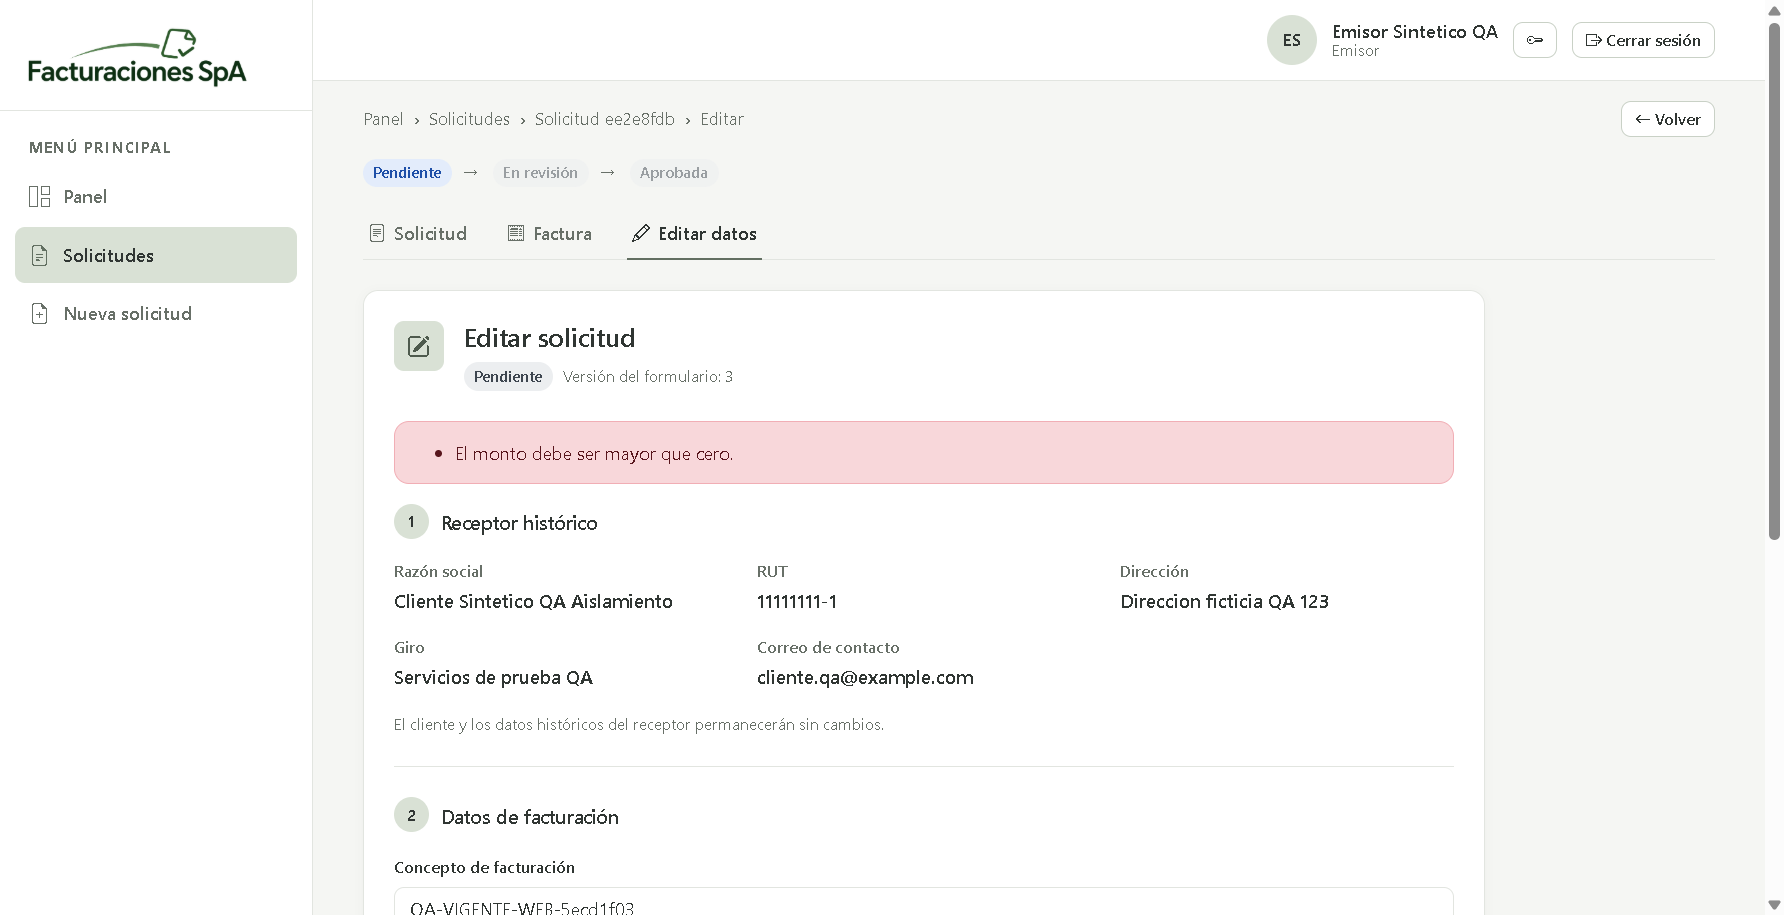 Facturaciones SpA
ES
Emisor Sintetico QA
Emisor
Cerrar sesión
MENÚ PRINCIPAL
Panel
Solicitudes
Nueva solicitud
Panel › Solicitudes › Solicitud ee2e8fdb › Editar
← Volver
Pendiente → En revisión → Aprobada
Solicitud Factura Editar datos
Editar solicitud
Pendiente Versión del formulario: 3
• El monto debe ser mayor que cero.
1 Receptor histórico
Razón social RUT Dirección
Cliente Sintetico QA Aislamiento 11111111-1 Direccion ficticia QA 123
Giro Correo de contacto
Servicios de prueba QA cliente.qa@example.com
El cliente y los datos históricos del receptor permanecerán sin cambios.
2 Datos de facturación
Concepto de facturación
QA-VIGENTE-WEB-5ecd1f03